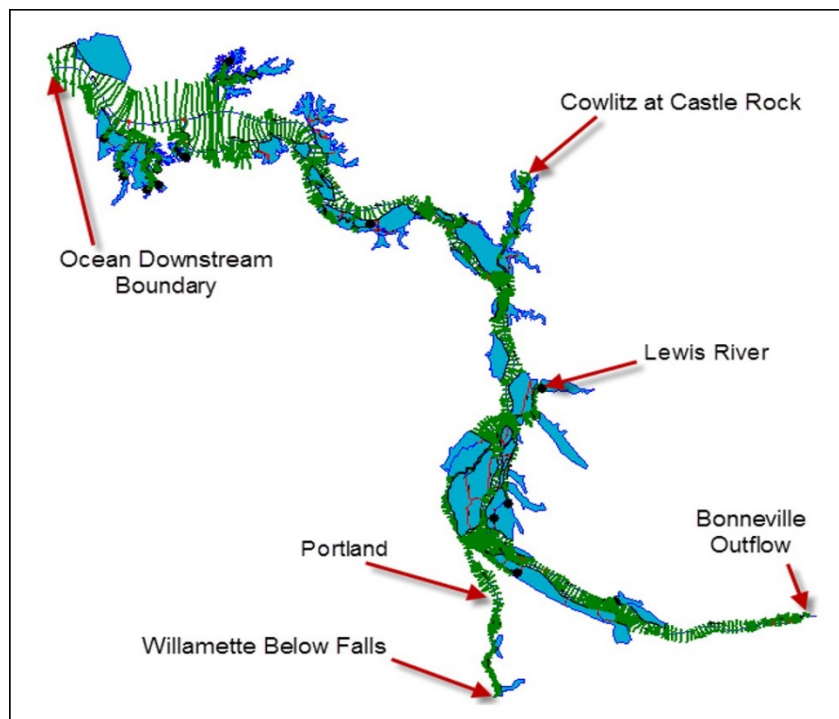 Cowlitz at Castle Rock
Ocean Downstream
Boundary
Lewis River
Bonneville
Outflow
Portland
Willamette Below Falls